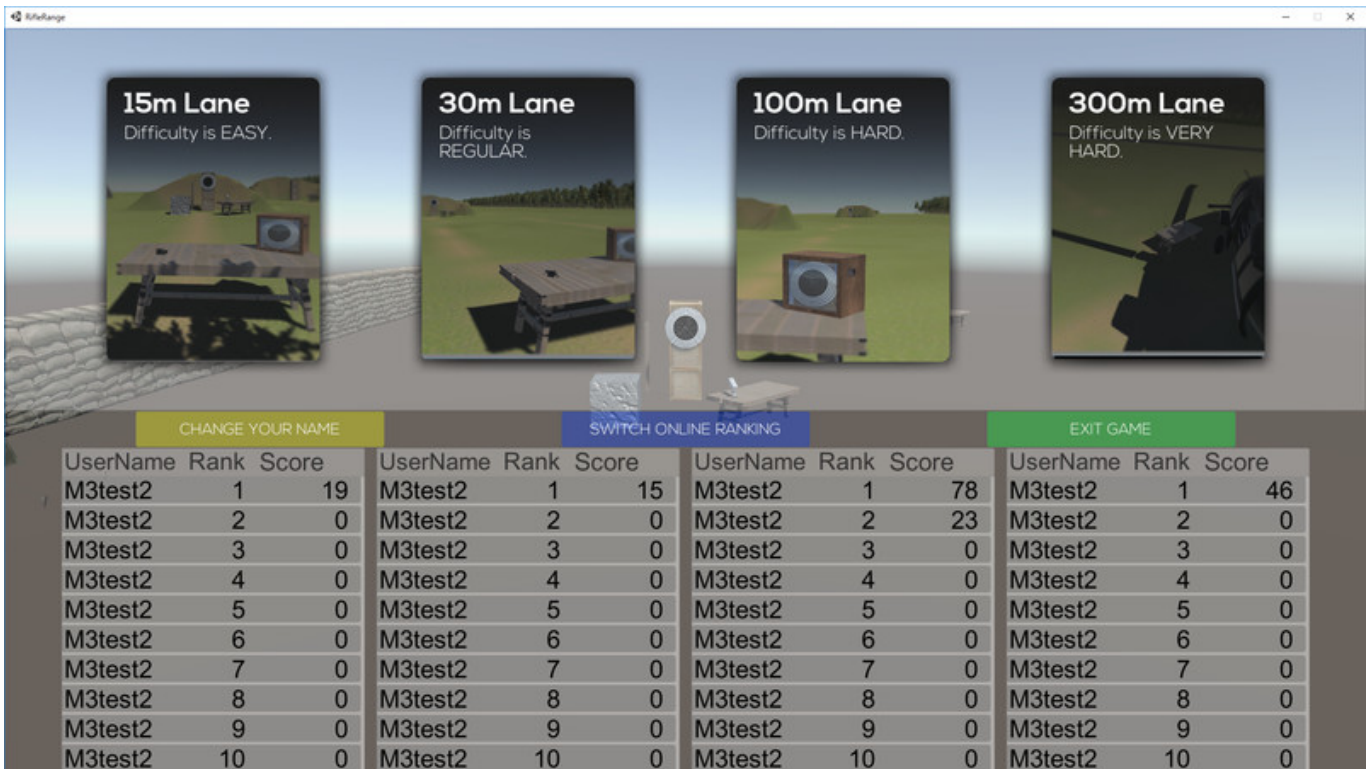 RifleRange
15m Lane
Difficulty is EASY.
30m Lane
Difficulty is
REGULAR.
100m Lane
Difficulty is HARD.
300m Lane
Difficulty is VERY
HARD.
CHANGE YOUR NAME SWITCH ONLINE RANKING EXIT GAME
UserName Rank Score UserName Rank Score UserName Rank Score UserName Rank Score
M3test2 1 19 M3test2 1 15 M3test2 1 78 M3test2 1 46
M3test2 2 0 M3test2 2 0 M3test2 2 23 M3test2 2 0
M3test2 3 0 M3test2 3 0 M3test2 3 0 M3test2 3 0
M3test2 4 0 M3test2 4 0 M3test2 4 0 M3test2 4 0
M3test2 5 0 M3test2 5 0 M3test2 5 0 M3test2 5 0
M3test2 6 0 M3test2 6 0 M3test2 6 0 M3test2 6 0
M3test2 7 0 M3test2 7 0 M3test2 7 0 M3test2 7 0
M3test2 8 0 M3test2 8 0 M3test2 8 0 M3test2 8 0
M3test2 9 0 M3test2 9 0 M3test2 9 0 M3test2 9 0
M3test2 10 0 M3test2 10 0 M3test2 10 0 M3test2 10 0